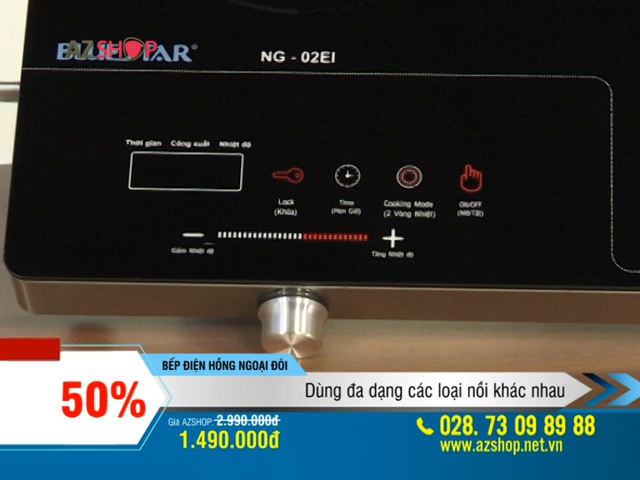 AZSHOP
BLUESTAR®
NG - 02EI
Thời gian Công suất Nhiệt độ
Lock
(Khóa)
Time
(Hẹn Giờ)
Cooking Mode
(2 Vòng Nhiệt)
ON/OFF
(Mở/Tắt)
Giảm Nhiệt độ
Tăng Nhiệt độ
BẾP ĐIỆN HỒNG NGOẠI ĐÔI
50%
Dùng đa dạng các loại nồi khác nhau
Giá AZSHOP: 2.990.000đ
1.490.000đ
028. 73 09 89 88
www.azshop.net.vn